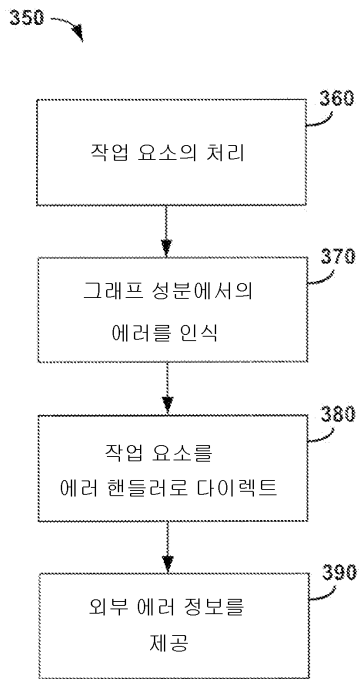 350
360
작업 요소의 처리
370
그래프 성분에서의
에러를 인식
380
작업 요소를
에러 핸들러로 다이렉트
390
외부 에러 정보를
제공